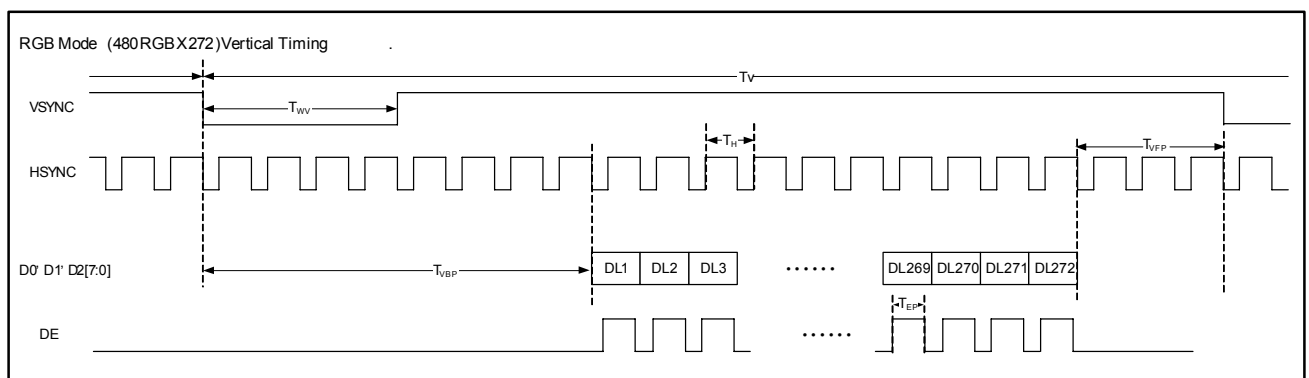 RGB Mode (480RGBX272)Vertical Timing .
Tv
VSYNC
TWV
TH
TVFP
HSYNC
D0' D1' D2[7:0]
TVBP
DL1 DL2 DL3 ...... DL269 DL270 DL271 DL272
TEP
DE
......